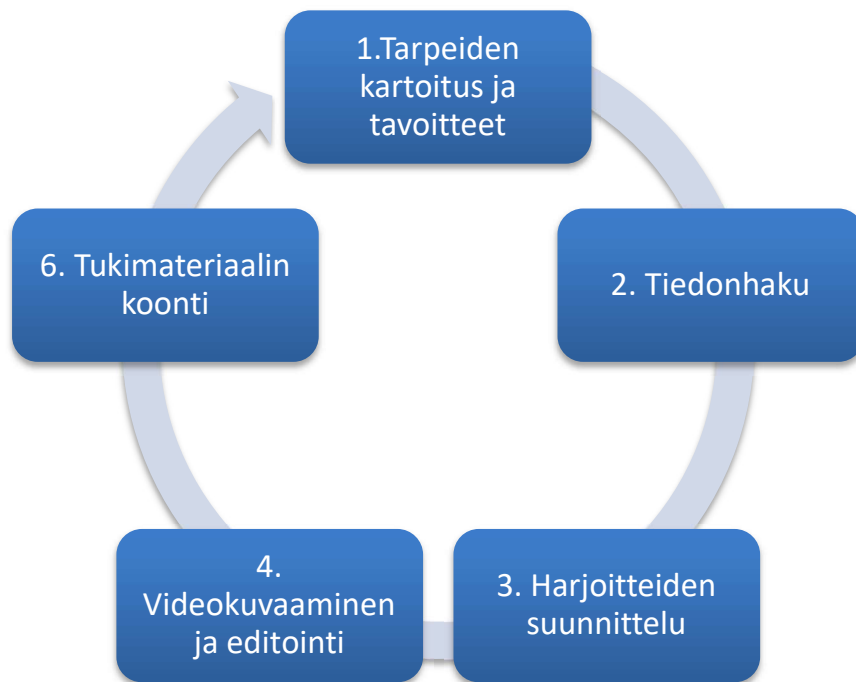 1.Tarpeiden
kartoitus ja
tavoitteet
2. Tiedonhaku
3. Harjoitteiden
suunnittelu
4.
Videokuvaaminen
ja editointi
6. Tukimateriaalin
koonti